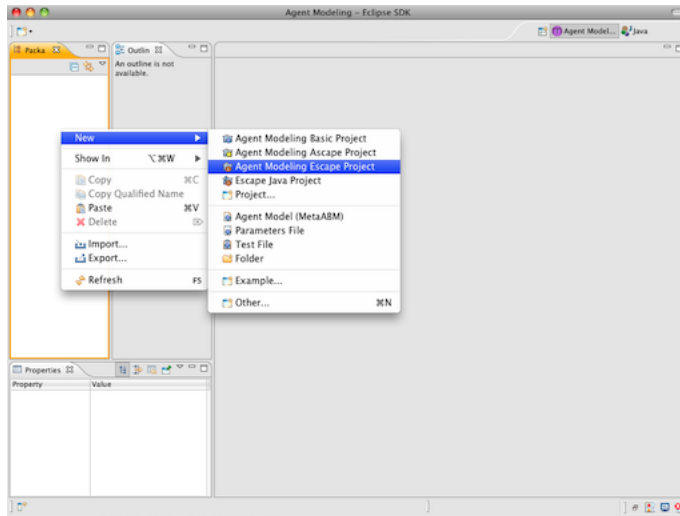 Agent Modeling – Eclipse SDK
Agent Model... Java
Packa Outlin
An outline is not
available.
New
Show In ⌥⌘W
Copy ⌘C
Copy Qualified Name
Paste ⌘V
Delete ⌦
Import...
Export...
Refresh F5
Agent Modeling Basic Project
Agent Modeling Ascape Project
Agent Modeling Escape Project
Escape Java Project
Project...
Agent Model (MetaABM)
Parameters File
Test File
Folder
Example...
Other... ⌘N
Properties
Property Value